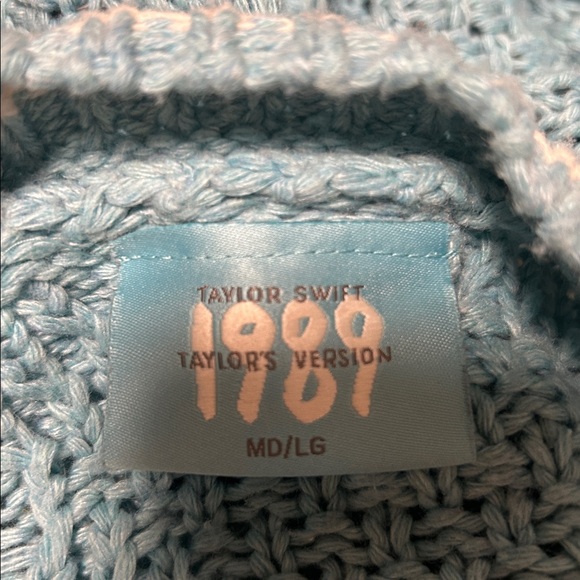 TAYLOR SWIFT
1989
TAYLOR'S VERSION
MD/LG